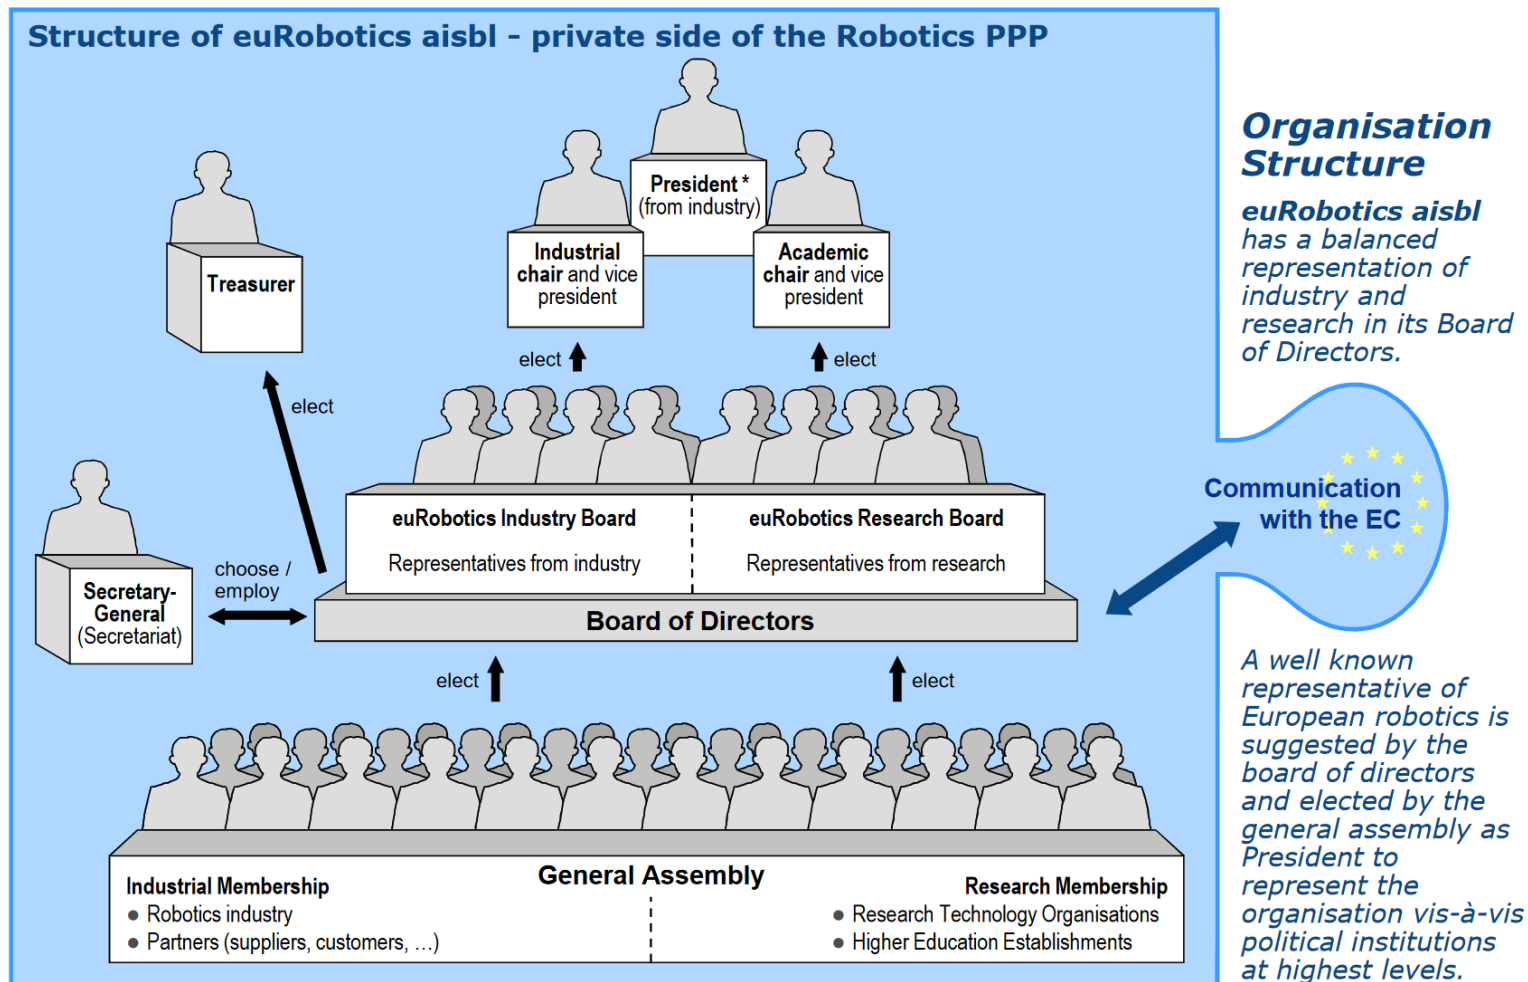 Structure of euRobotics aisbl – private side of the Robotics PPP
President *
(from industry)
Industrial
chair and vice
president
Academic
chair and vice
president
Treasurer
elect
elect
elect
euRobotics Industry Board
Representatives from industry
euRobotics Research Board
Representatives from research
Secretary-
General
(Secretariat)
choose /
employ
Board of Directors
elect
elect
General Assembly
Industrial Membership
● Robotics industry
● Partners (suppliers, customers, …)
Research Membership
● Research Technology Organisations
● Higher Education Establishments
Organisation
Structure
euRobotics aisbl
has a balanced
representation of
industry and
research in its Board
of Directors.
Communication
with the EC
A well known
representative of
European robotics is
suggested by the
board of directors
and elected by the
general assembly as
President to
represent the
organisation vis-à-vis
political institutions
at highest levels.